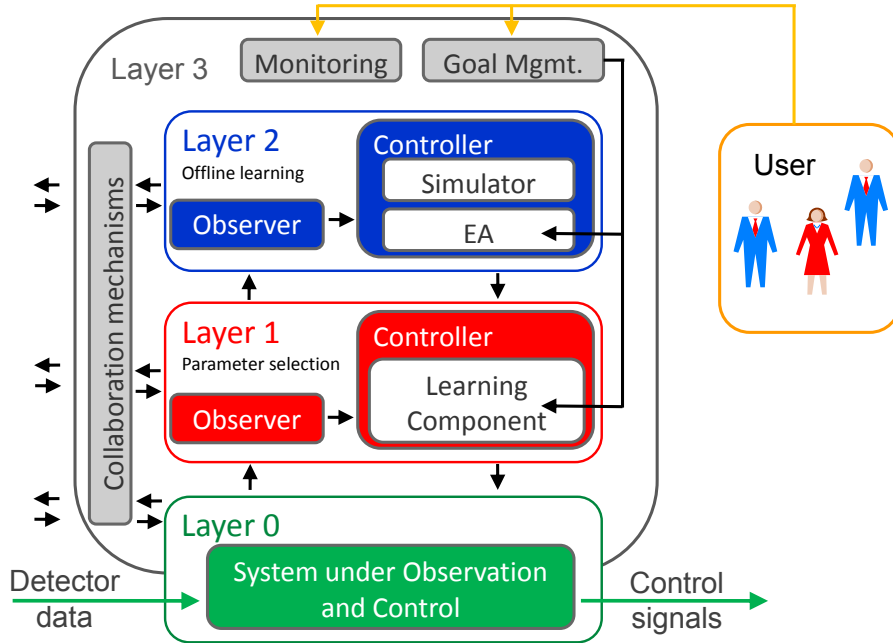 Layer 3
Monitoring
Goal Mgmt.
User
Collaboration mechanisms
Layer 2
Offline learning
Observer
Controller
Simulator
EA
Layer 1
Parameter selection
Observer
Controller
Learning
Component
Layer 0
System under Observation
and Control
Detector
data
Control
signals